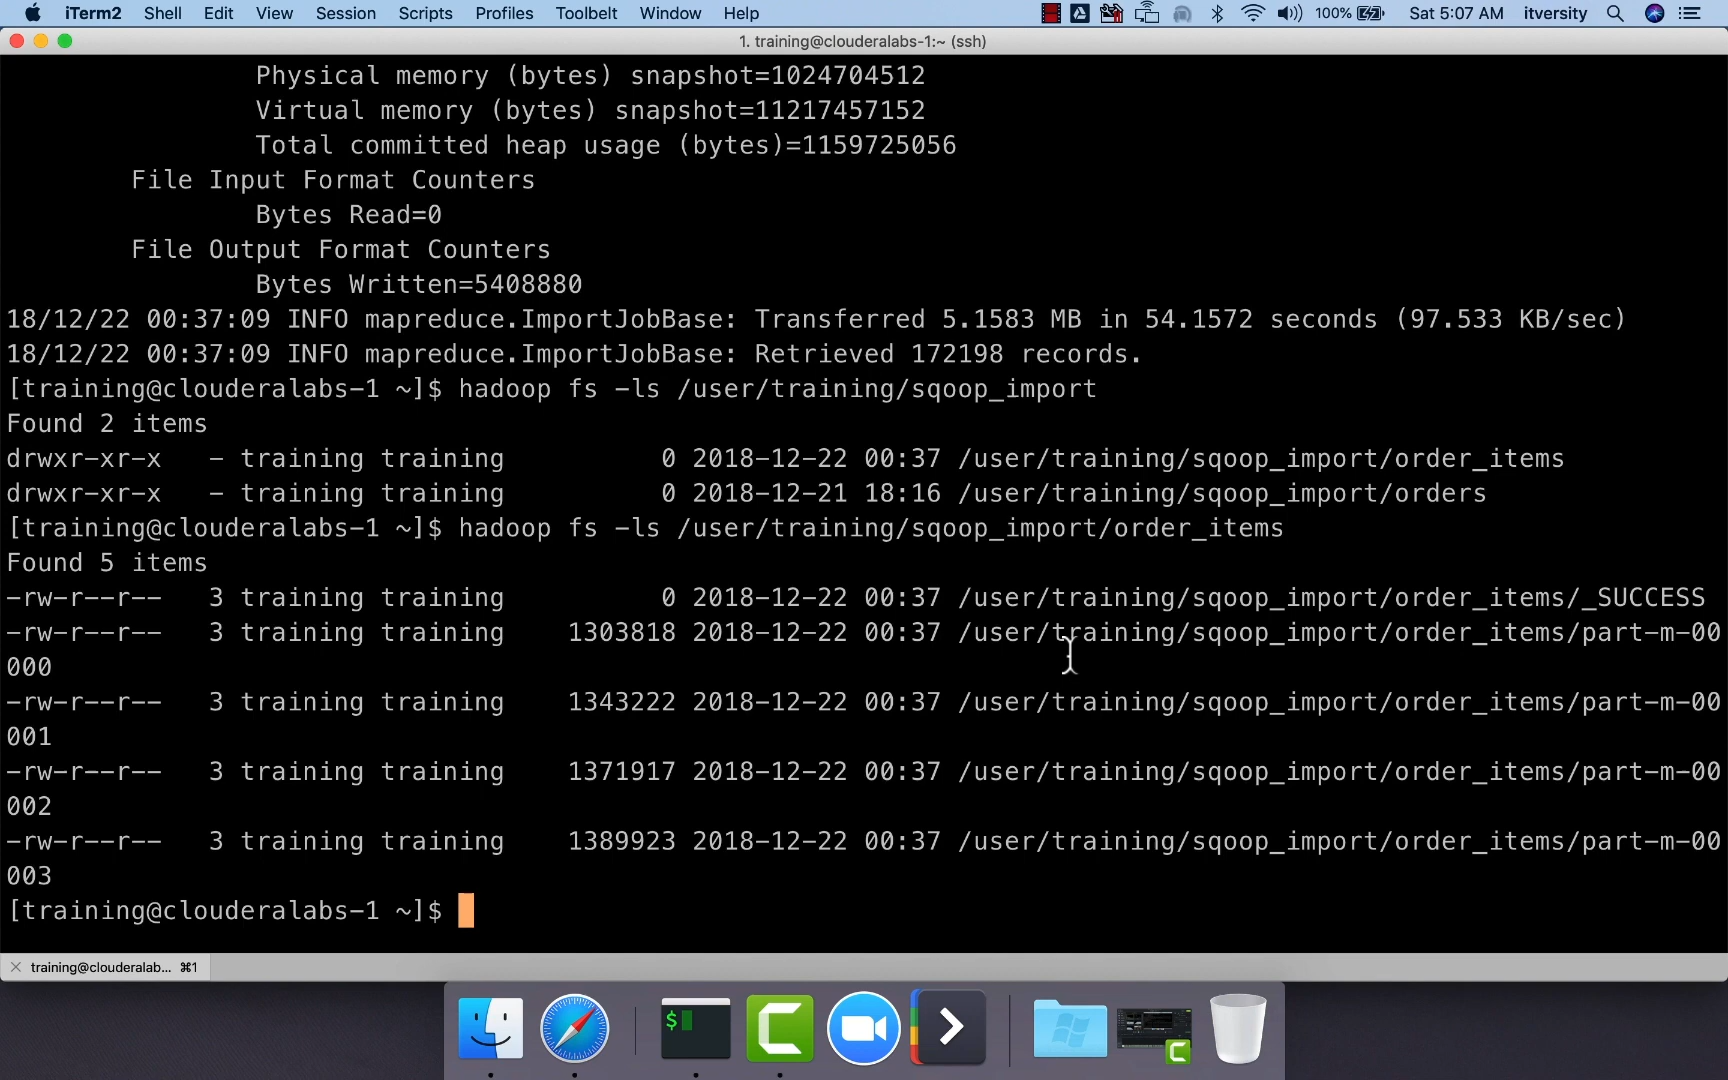 iTerm2 Shell Edit View Session Scripts Profiles Toolbelt Window Help 100% Sat 5:07 AM itversity
1. training@clouderalabs-1:~ (ssh)
Physical memory (bytes) snapshot=1024704512
Virtual memory (bytes) snapshot=11217457152
Total committed heap usage (bytes)=1159725056
File Input Format Counters
Bytes Read=0
File Output Format Counters
Bytes Written=5408880
18/12/22 00:37:09 INFO mapreduce.ImportJobBase: Transferred 5.1583 MB in 54.1572 seconds (97.533 KB/sec)
18/12/22 00:37:09 INFO mapreduce.ImportJobBase: Retrieved 172198 records.
[training@clouderalabs-1 ~]$ hadoop fs -ls /user/training/sqoop_import
Found 2 items
drwxr-xr-x - training training 0 2018-12-22 00:37 /user/training/sqoop_import/order_items
drwxr-xr-x - training training 0 2018-12-21 18:16 /user/training/sqoop_import/orders
[training@clouderalabs-1 ~]$ hadoop fs -ls /user/training/sqoop_import/order_items
Found 5 items
-rw-r--r-- 3 training training 0 2018-12-22 00:37 /user/training/sqoop_import/order_items/_SUCCESS
-rw-r--r-- 3 training training 1303818 2018-12-22 00:37 /user/training/sqoop_import/order_items/part-m-00
000
-rw-r--r-- 3 training training 1343222 2018-12-22 00:37 /user/training/sqoop_import/order_items/part-m-00
001
-rw-r--r-- 3 training training 1371917 2018-12-22 00:37 /user/training/sqoop_import/order_items/part-m-00
002
-rw-r--r-- 3 training training 1389923 2018-12-22 00:37 /user/training/sqoop_import/order_items/part-m-00
003
[training@clouderalabs-1 ~]$
training@clouderalab... ⌘1